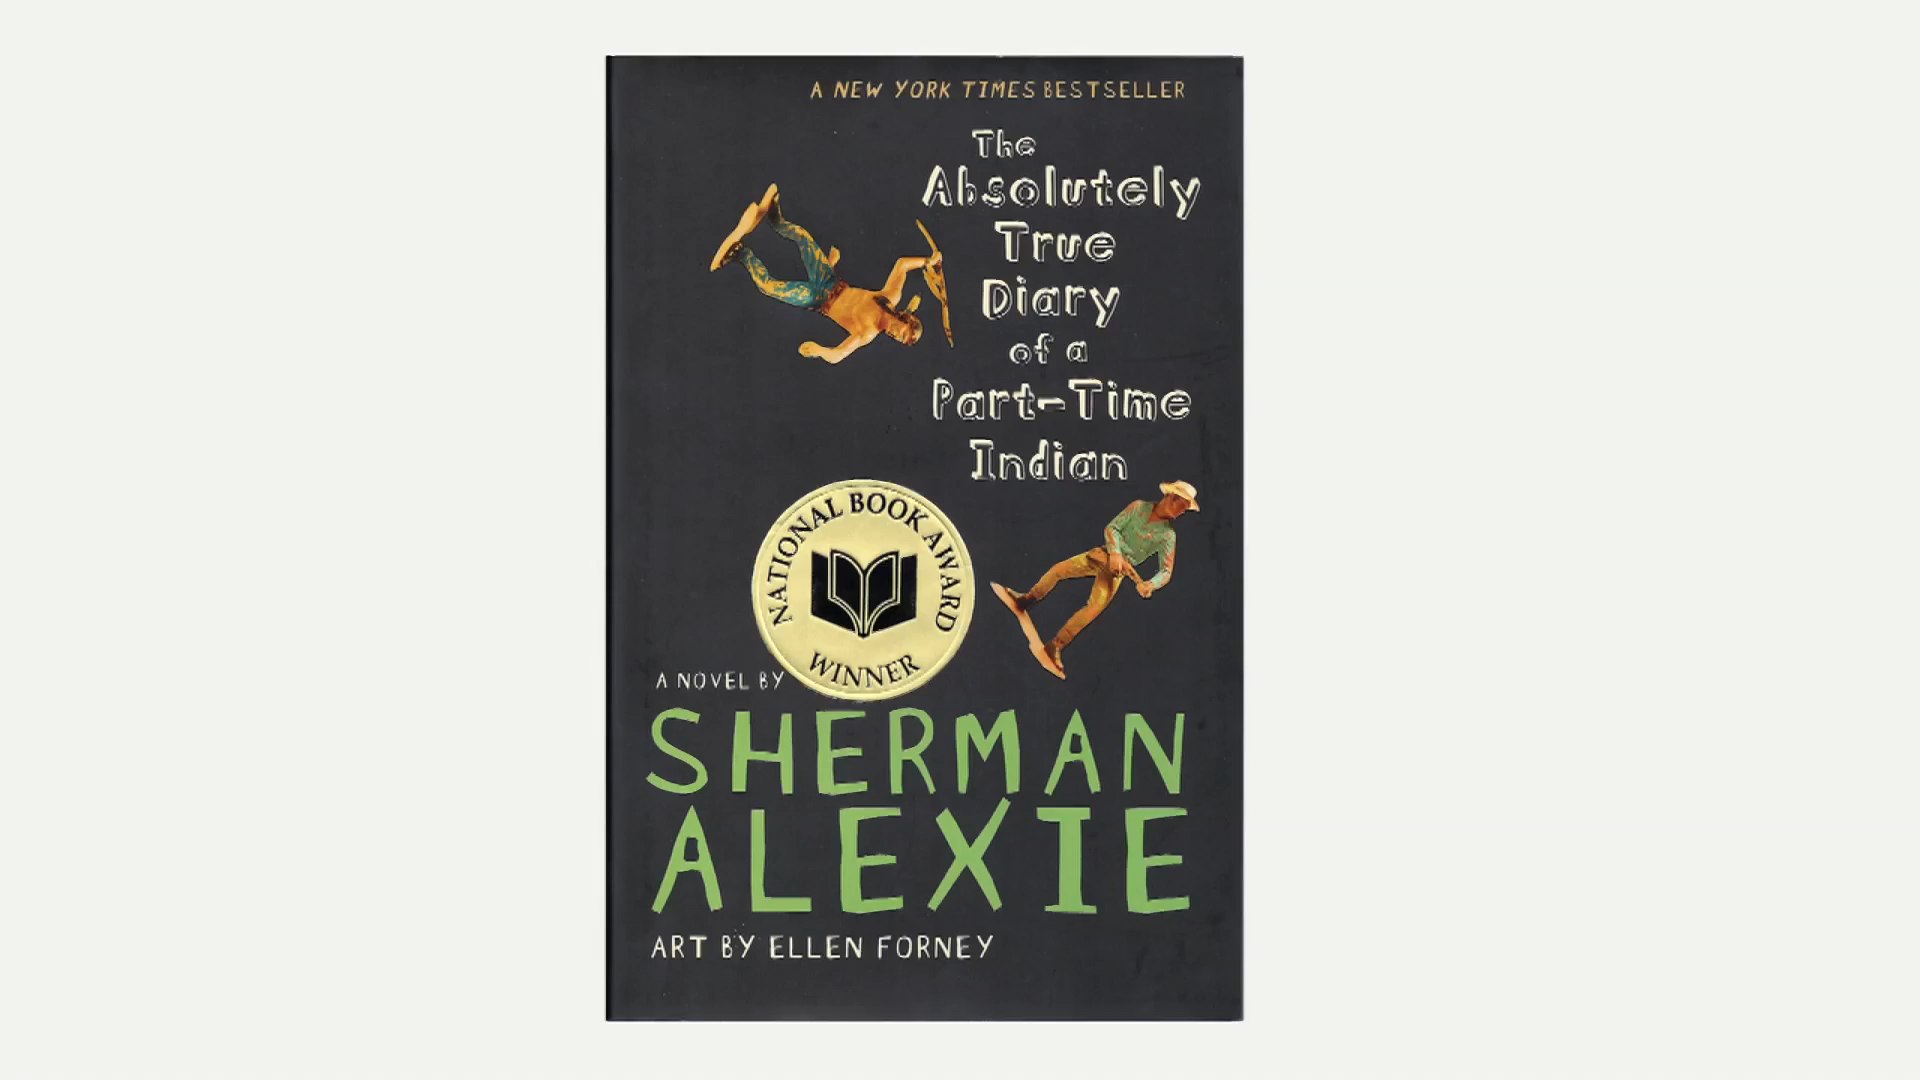 A NEW YORK TIMES BESTSELLER
The
Absolutely
True
Diary
of a
Part-Time
Indian
NATIONAL BOOK AWARD
WINNER
A NOVEL BY
SHERMAN
ALEXIE
ART BY ELLEN FORNEY